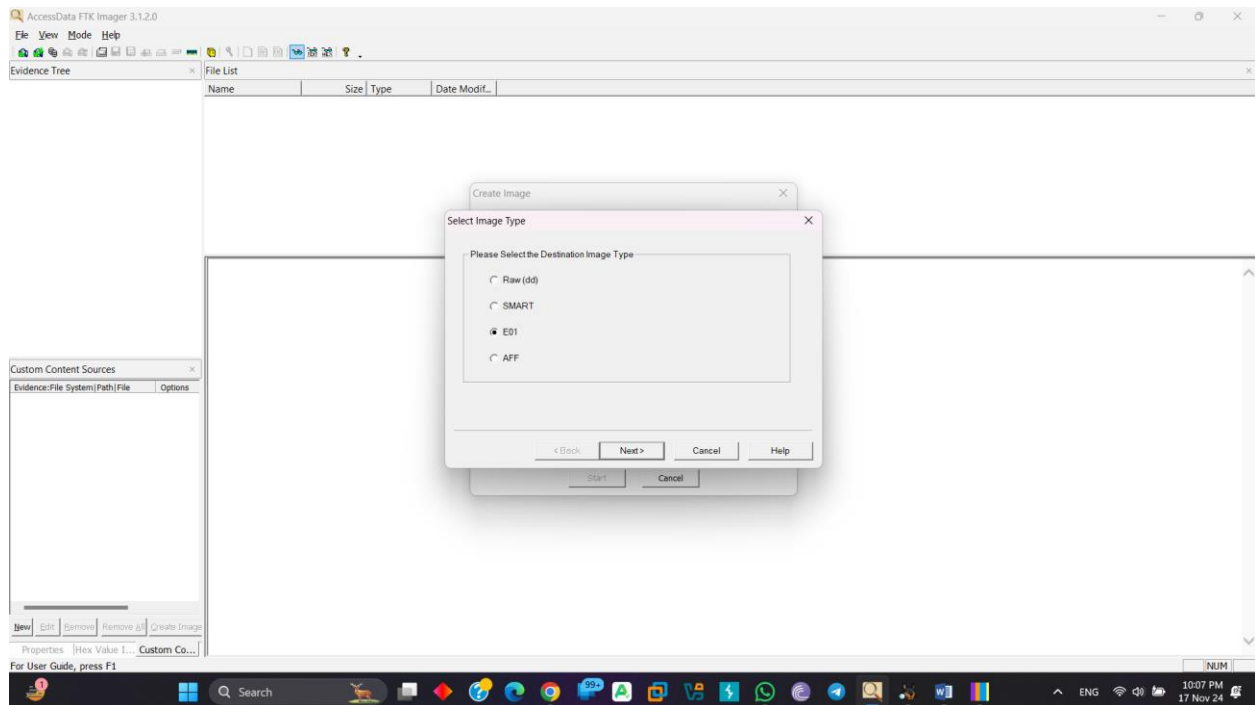 AccessData FTK Imager 3.1.2.0
File View Mode Help
Evidence Tree
File List
Name Size Type Date Modif...
Create Image
Select Image Type
Please Select the Destination Image Type
Raw (dd)
SMART
E01
AFF
< Back Next > Cancel Help
Start Cancel
Custom Content Sources
Evidence:File System|Path|File Options
New Edit Remove Remove All Create Image
Properties Hex Value I... Custom Co...
For User Guide, press F1
NUM
1
Search
99+
ENG
10:07 PM
17 Nov 24